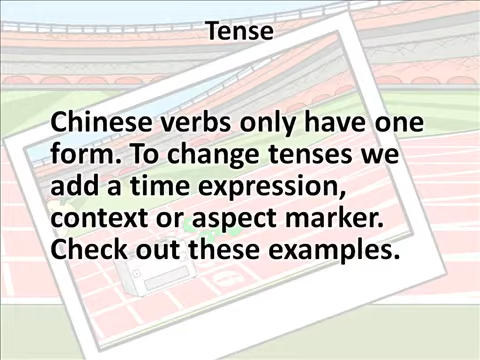 Tense
Chinese verbs only have one
form. To change tenses we
add a time expression,
context or aspect marker.
Check out these examples.